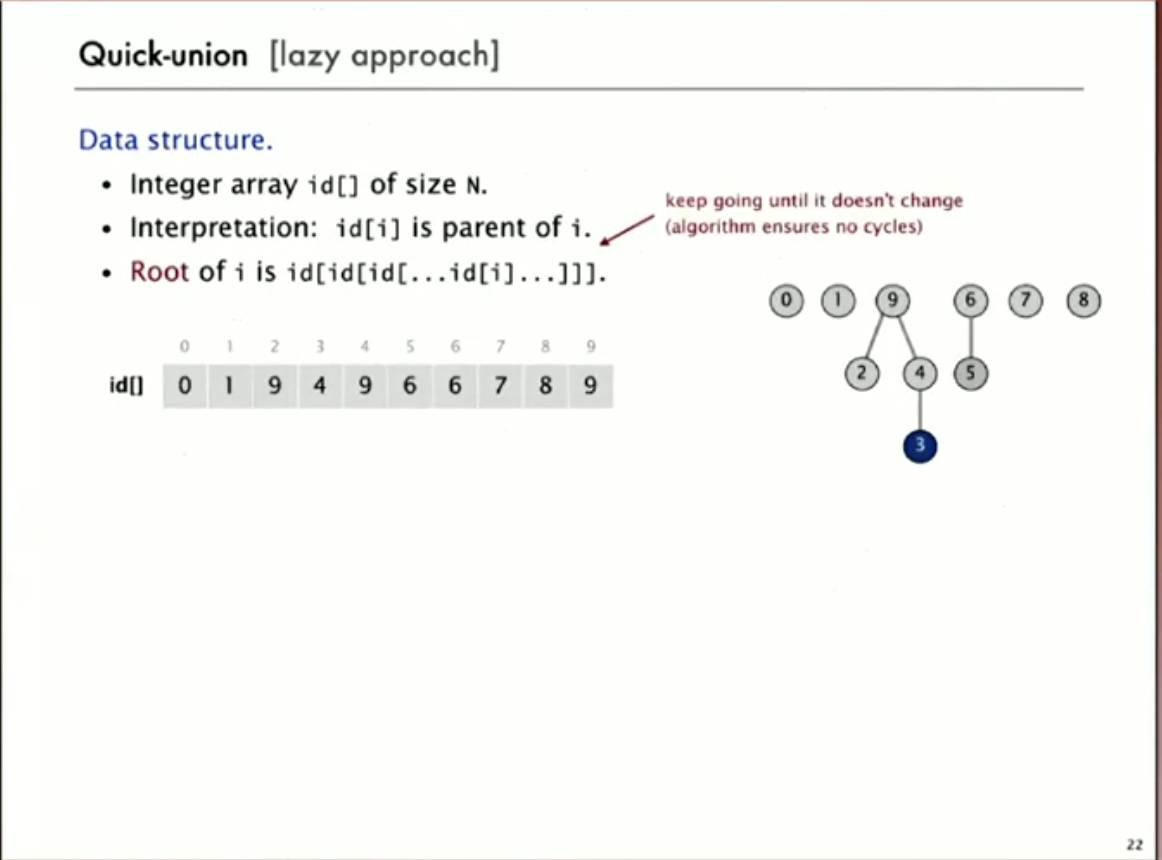 Quick-union [lazy approach]
Data structure.
• Integer array id[] of size N.
• Interpretation: id[i] is parent of i.
• Root of i is id[id[id[...id[i]...]]].
keep going until it doesn't change
(algorithm ensures no cycles)
0 1 2 3 4 5 6 7 8 9
id[] 0 1 9 4 9 6 6 7 8 9
0 1 9 6 7 8
2 4 5
3
22